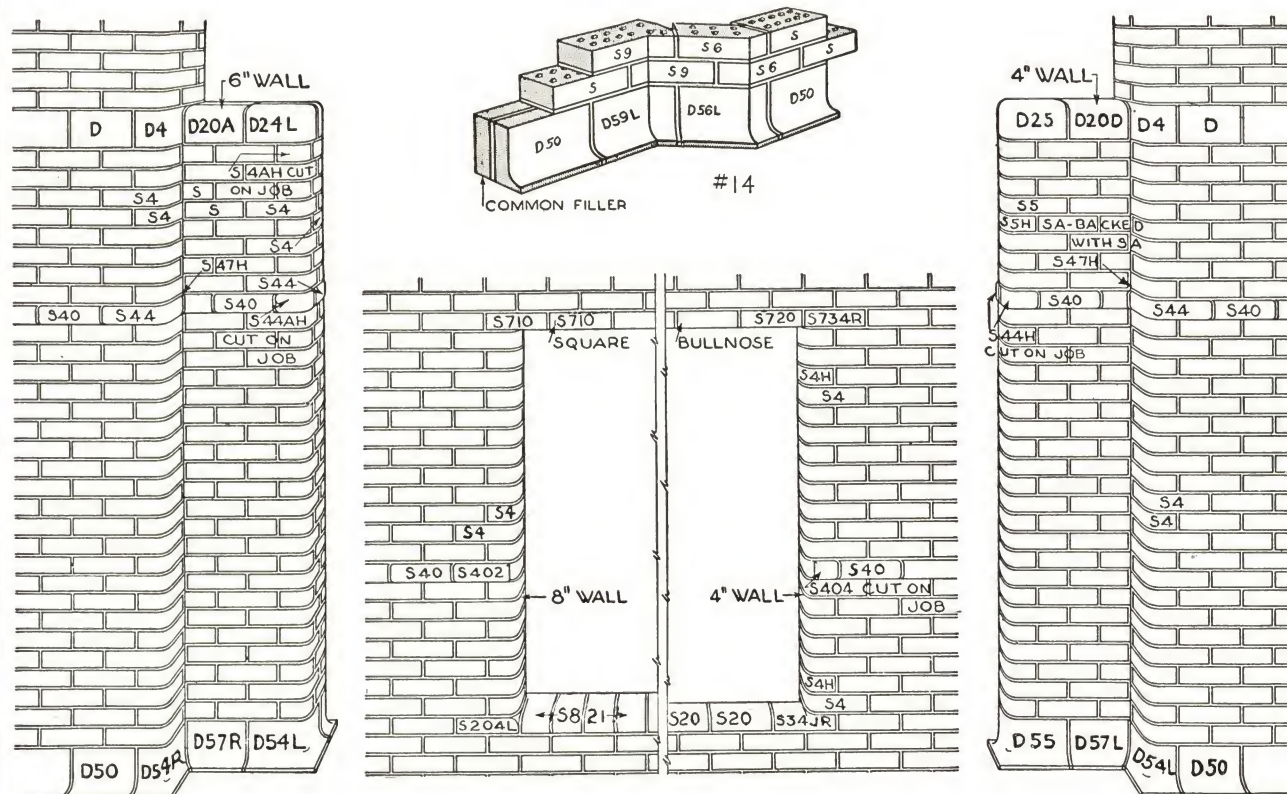 6" WALL
D D4 D20A D24L
S4AH CUT
ON JOB
S4 S
S4 S S4
S4
S47H
S44
S40 S44 S40
S44AH
CUT ON
JOB
D57R D54L
D50 D54R
S9 S6 S
S S9 S6 S
D50 D59L D56L D50
#14
COMMON FILLER
S710 S710 S720 S734R
SQUARE BULLNOSE
S4H
S4
S4
S4
S40 S402 S40
S404 CUT ON
JOB
8" WALL 4" WALL
S4H
S4
S204L S8 21 S20 S20 S34JR
4" WALL
D25 D20D D4 D
S5
S5H SA-BACKED
WITH SA
S47H
S40 S44 S40
S44H
CUT ON JOB
S4
S4
D55 D57L
D54L D50